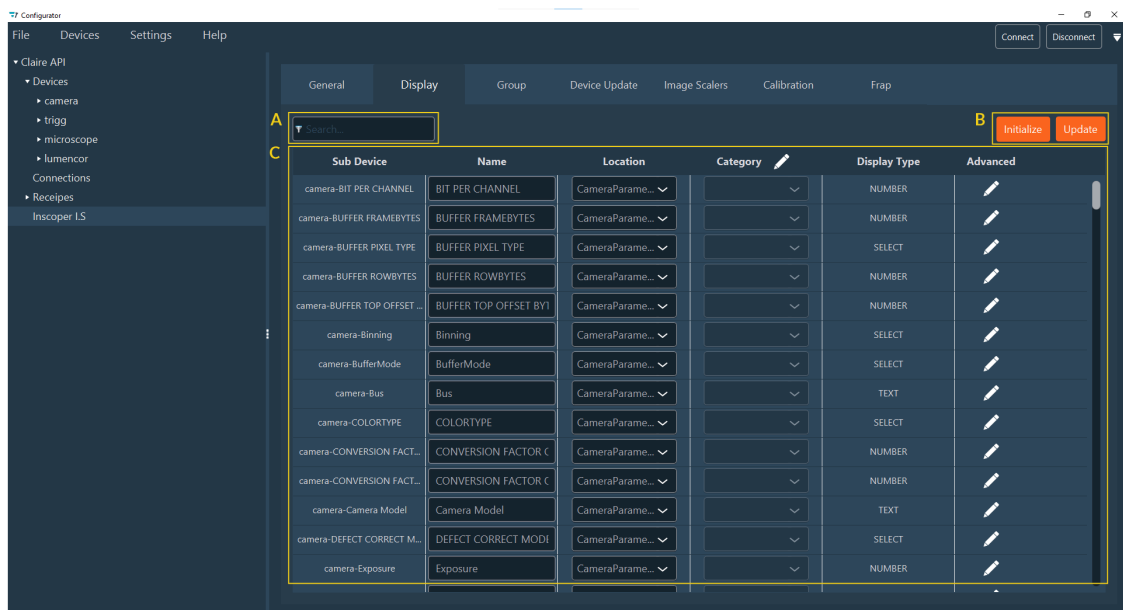 Configurator
File Devices Settings Help Connect Disconnect
Claire API
Devices
camera
trigg
microscope
lumencor
Connections
Receipes
Inscoper I.S
General Display Group Device Update Image Scalers Calibration Frap
A Search... B Initialize Update
C Sub Device Name Location Category Display Type Advanced
camera-BIT PER CHANNEL BIT PER CHANNEL CameraParame... NUMBER
camera-BUFFER FRAMEBYTES BUFFER FRAMEBYTES CameraParame... NUMBER
camera-BUFFER PIXEL TYPE BUFFER PIXEL TYPE CameraParame... SELECT
camera-BUFFER ROWBYTES BUFFER ROWBYTES CameraParame... NUMBER
camera-BUFFER TOP OFFSET ... BUFFER TOP OFFSET BYT CameraParame... NUMBER
camera-Binning Binning CameraParame... SELECT
camera-BufferMode BufferMode CameraParame... SELECT
camera-Bus Bus CameraParame... TEXT
camera-COLORTYPE COLORTYPE CameraParame... SELECT
camera-CONVERSION FACT... CONVERSION FACTOR C CameraParame... NUMBER
camera-CONVERSION FACT... CONVERSION FACTOR C CameraParame... NUMBER
camera-Camera Model Camera Model CameraParame... TEXT
camera-DEFECT CORRECT M... DEFECT CORRECT MODE CameraParame... SELECT
camera-Exposure Exposure CameraParame... NUMBER